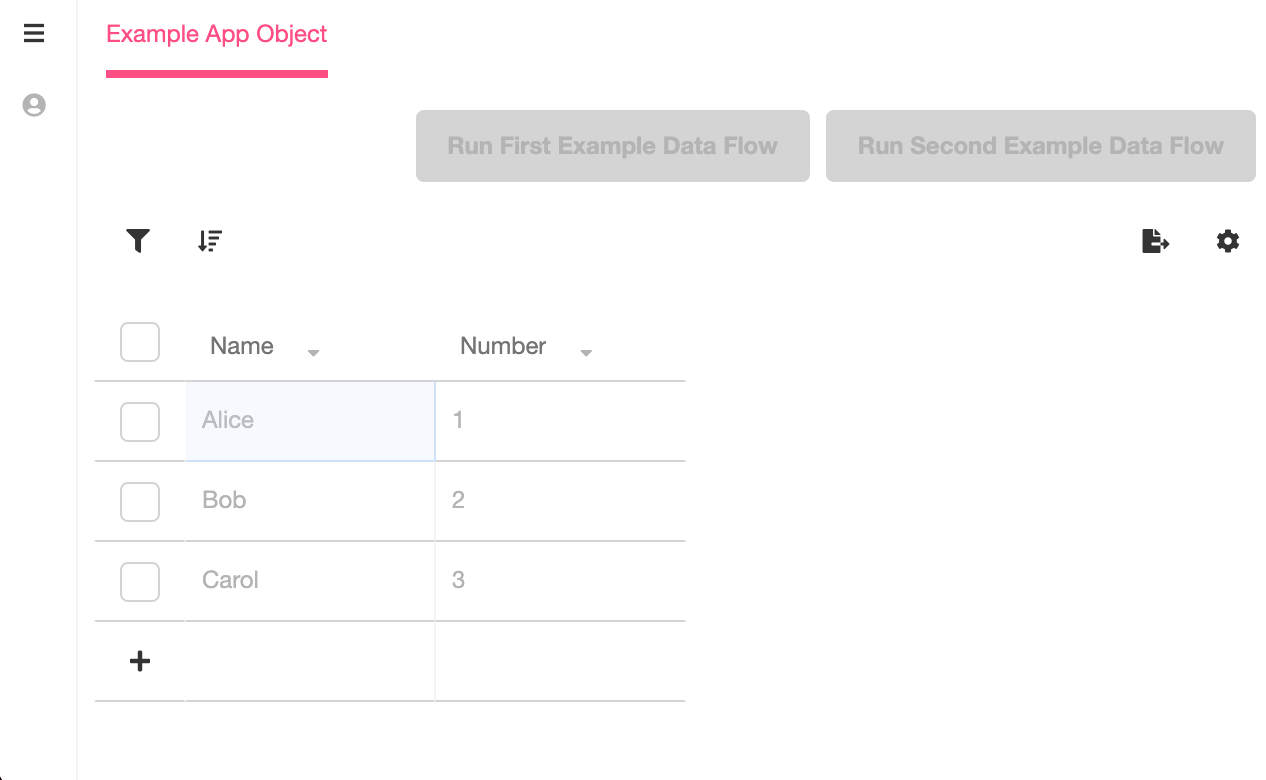 Example App Object
Run First Example Data Flow Run Second Example Data Flow
Name Number
Alice 1
Bob 2
Carol 3